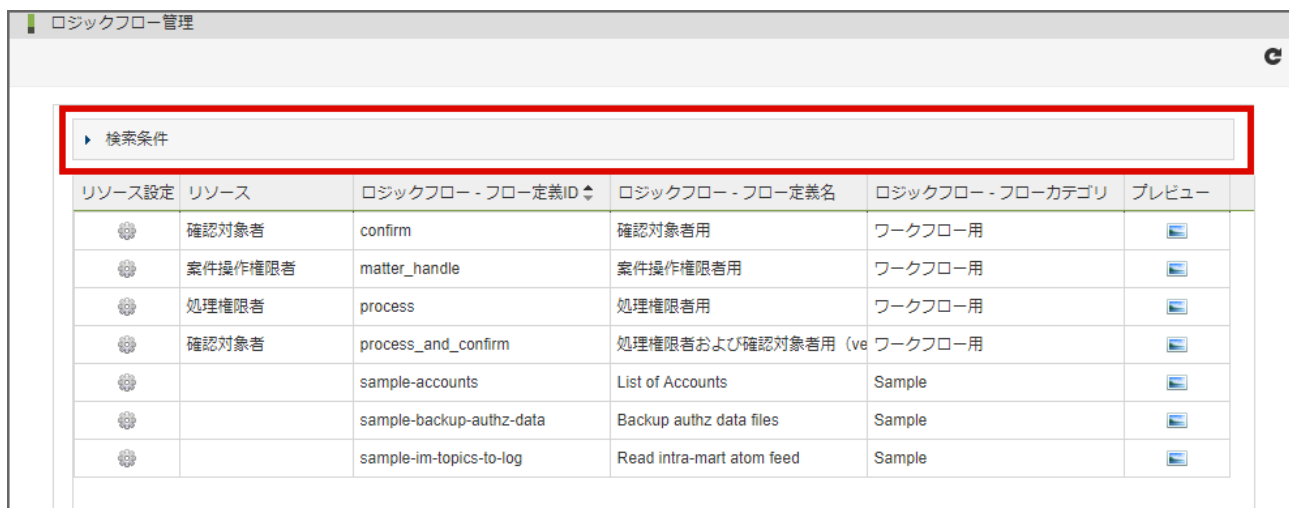 ロジックフロー管理
検索条件
リソース設定 リソース ロジックフロー - フロー定義ID ロジックフロー - フロー定義名 ロジックフロー - フローカテゴリ プレビュー
確認対象者 confirm 確認対象者用 ワークフロー用
案件操作権限者 matter_handle 案件操作権限者用 ワークフロー用
処理権限者 process 処理権限者用 ワークフロー用
確認対象者 process_and_confirm 処理権限者および確認対象者用（ve ワークフロー用
sample-accounts List of Accounts Sample
sample-backup-authz-data Backup authz data files Sample
sample-im-topics-to-log Read intra-mart atom feed Sample